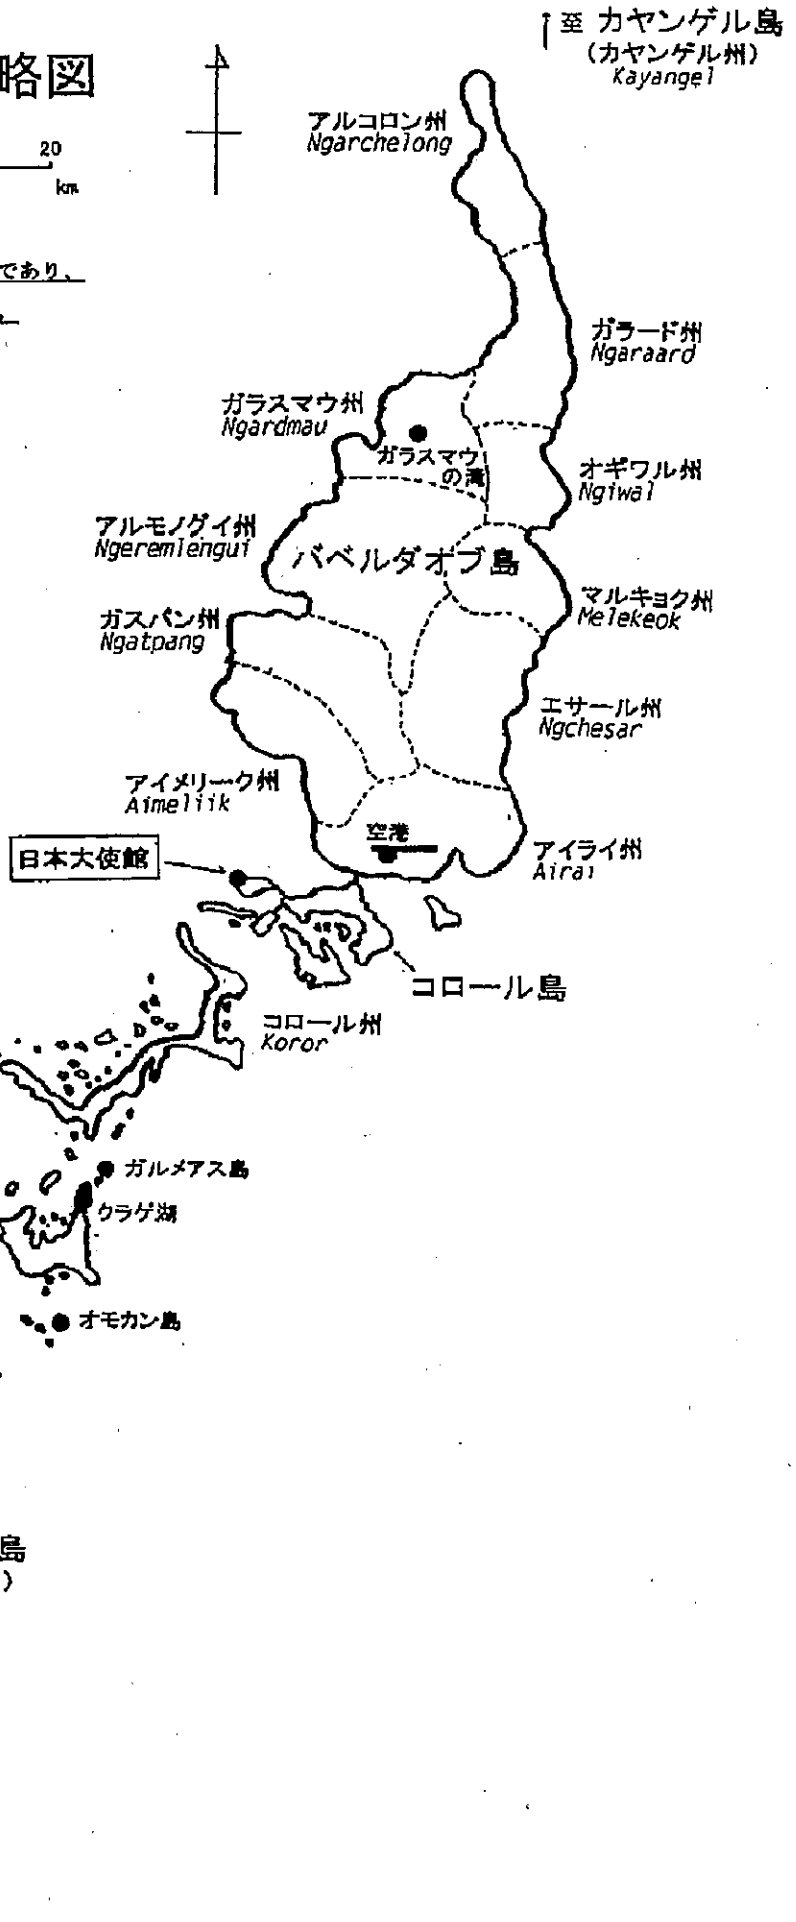 至 カヤンゲル島
(カヤンゲル州)
Kayangel
略図
20
km
であり、
アルコロン州
Ngarchelong
ガラード州
Ngaraard
ガラスマウ州
Ngardmau
ガラスマウ
の滝
オギワル州
Ngiwal
アルモノグイ州
Ngeremlengui
バベルダオブ島
マルキョク州
Melekeok
ガスパン州
Ngatpang
エサール州
Ngchesar
アイメリーク州
Aimeliik
空港
アイライ州
Airai
日本大使館
コロール島
コロール州
Koror
ガルメアス島
クラゲ湖
オモカン島
島
)